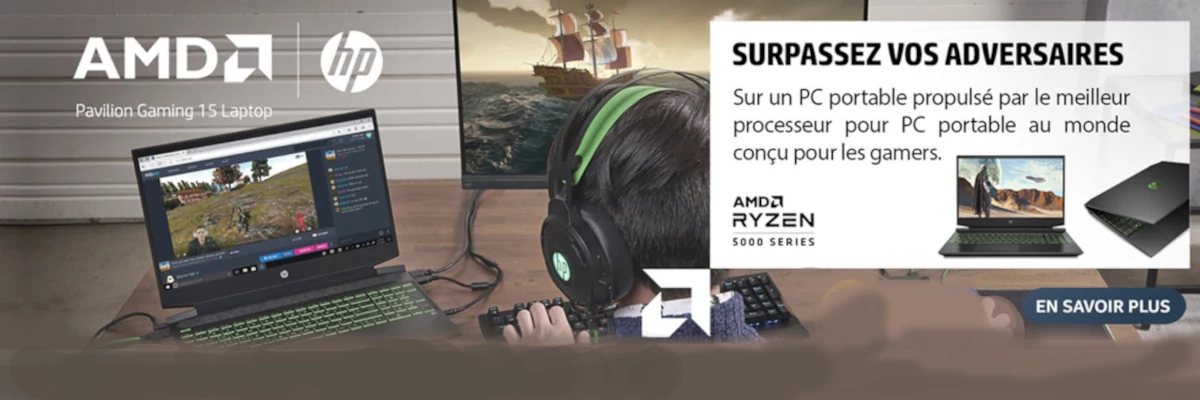 AMD
hp
Pavilion Gaming 15 Laptop
SURPASSEZ VOS ADVERSAIRES
Sur un PC portable propulsé par le meilleur
processeur pour PC portable au monde
conçu pour les gamers.
AMD
RYZEN
5000 SERIES
EN SAVOIR PLUS
hp